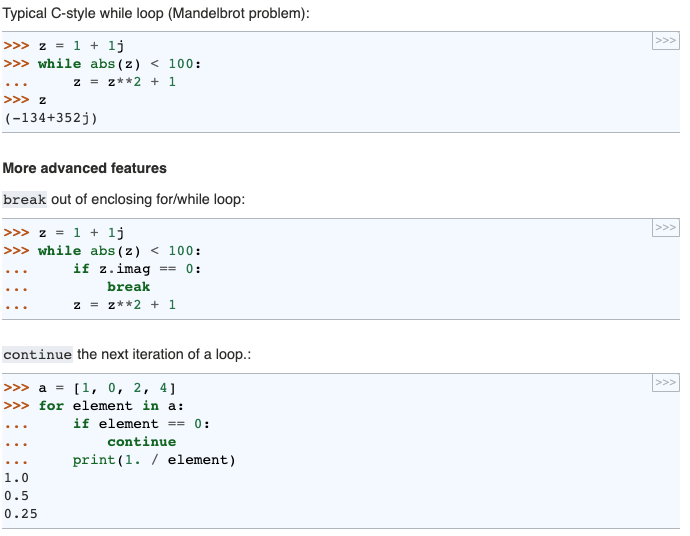 Typical C-style while loop (Mandelbrot problem):
>>>
>>> z = 1 + 1j
>>> while abs(z) < 100:
...     z = z**2 + 1
>>> z
(-134+352j)
More advanced features
break out of enclosing for/while loop:
>>>
>>> z = 1 + 1j
>>> while abs(z) < 100:
...     if z.imag == 0:
...         break
...     z = z**2 + 1
continue the next iteration of a loop.:
>>>
>>> a = [1, 0, 2, 4]
>>> for element in a:
...     if element == 0:
...         continue
...     print(1. / element)
1.0
0.5
0.25